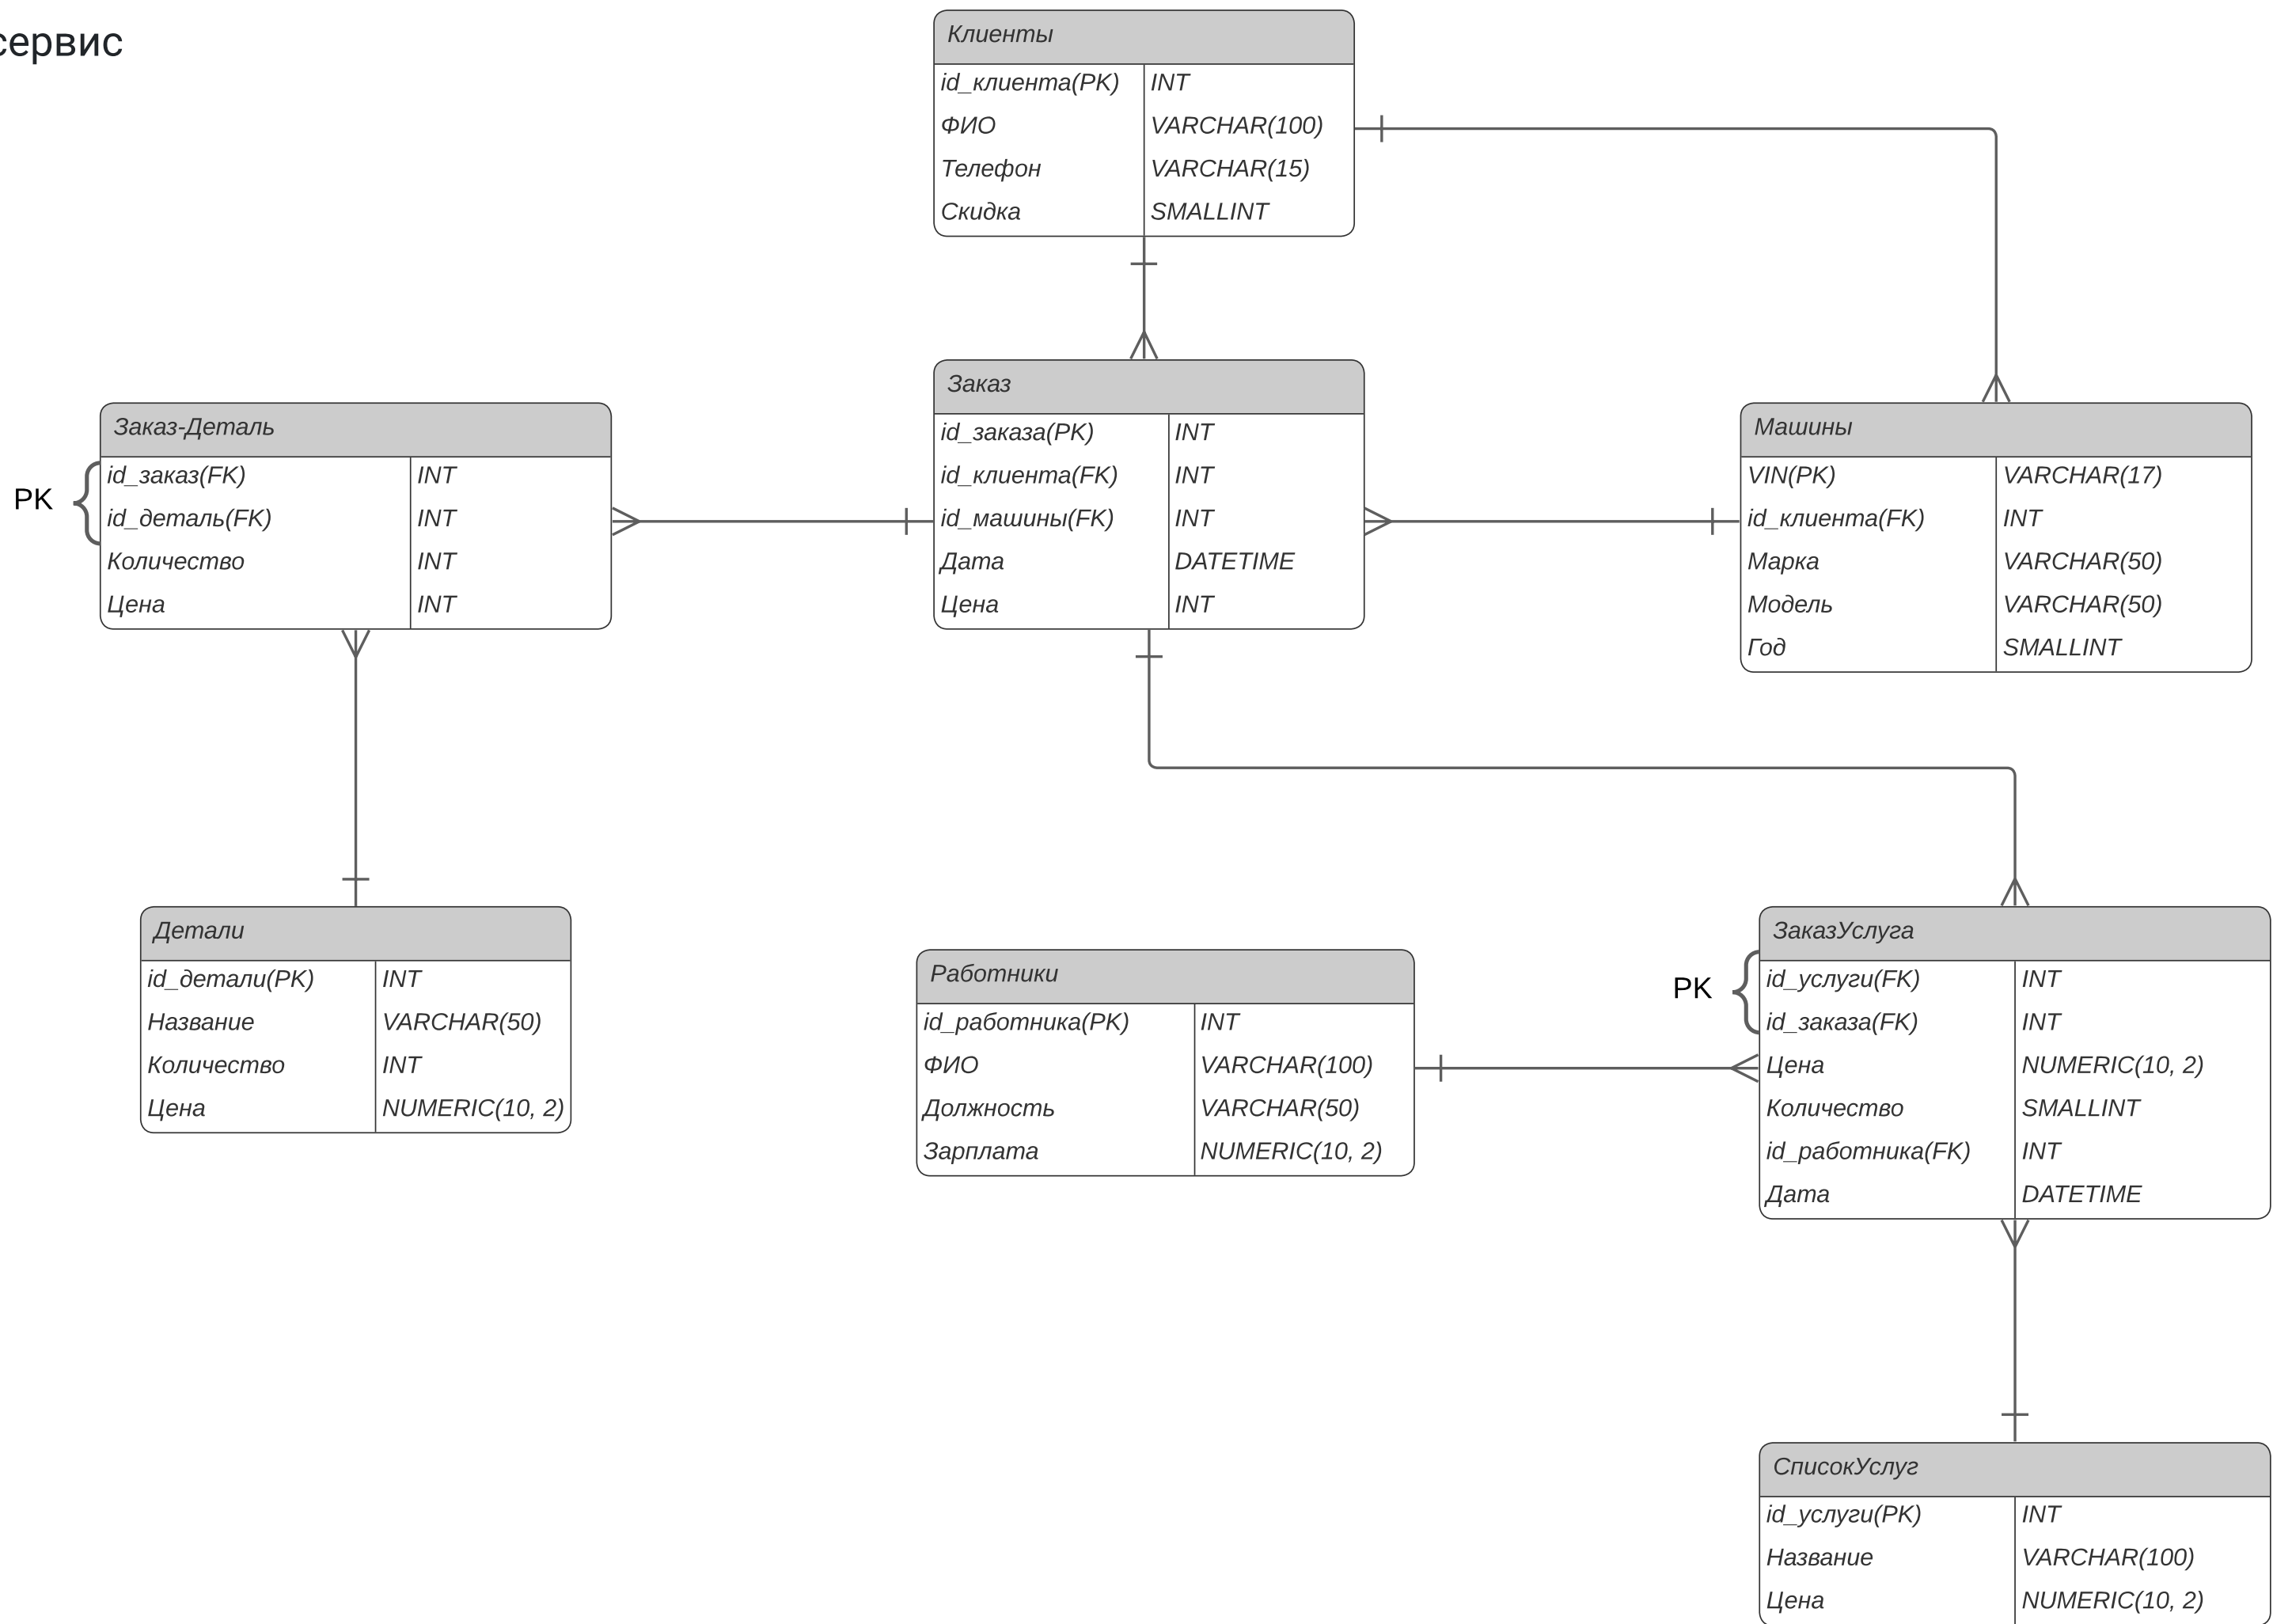 сервис
Клиенты
id_клиента(PK) INT
ФИО VARCHAR(100)
Телефон VARCHAR(15)
Скидка SMALLINT
Заказ
id_заказа(PK) INT
id_клиента(FK) INT
id_машины(FK) INT
Дата DATETIME
Цена INT
Заказ-Деталь
PK
id_заказ(FK) INT
id_деталь(FK) INT
Количество INT
Цена INT
Машины
VIN(PK) VARCHAR(17)
id_клиента(FK) INT
Марка VARCHAR(50)
Модель VARCHAR(50)
Год SMALLINT
Детали
id_детали(PK) INT
Название VARCHAR(50)
Количество INT
Цена NUMERIC(10, 2)
Работники
id_работника(PK) INT
ФИО VARCHAR(100)
Должность VARCHAR(50)
Зарплата NUMERIC(10, 2)
ЗаказУслуга
PK
id_услуги(FK) INT
id_заказа(FK) INT
Цена NUMERIC(10, 2)
Количество SMALLINT
id_работника(FK) INT
Дата DATETIME
СписокУслуг
id_услуги(PK) INT
Название VARCHAR(100)
Цена NUMERIC(10, 2)